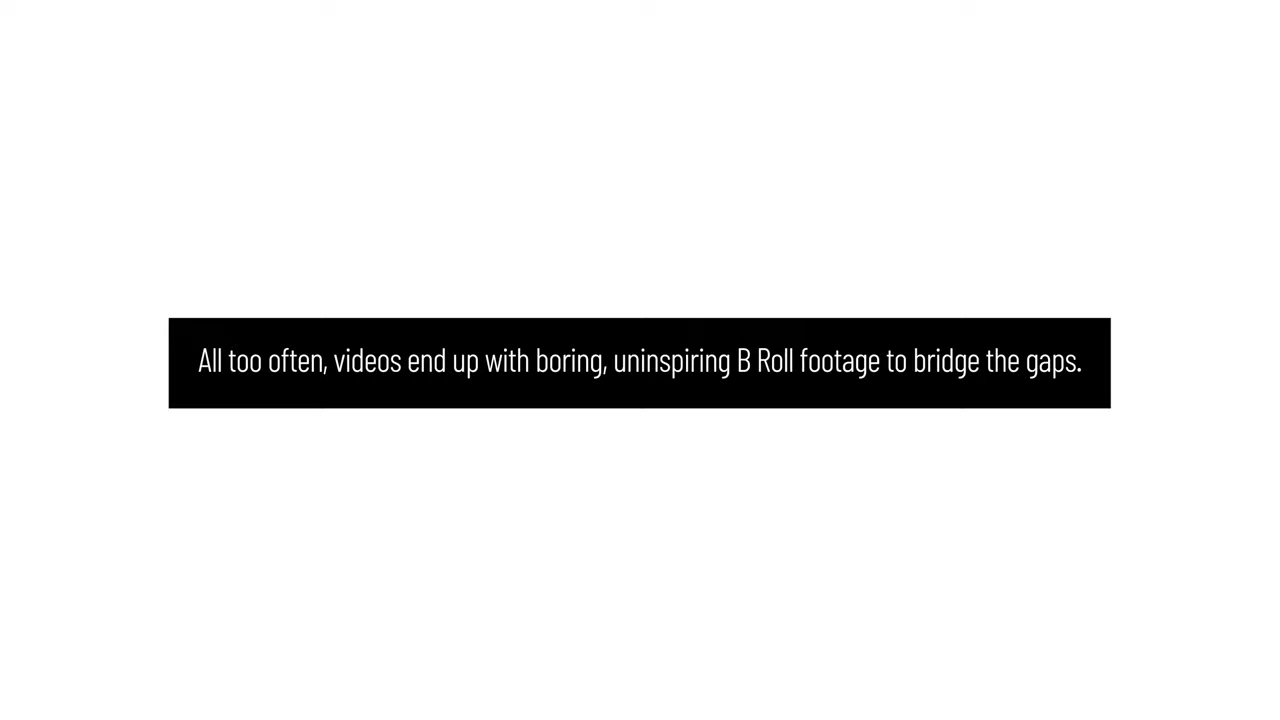 All too often, videos end up with boring, uninspiring B Roll footage to bridge the gaps.